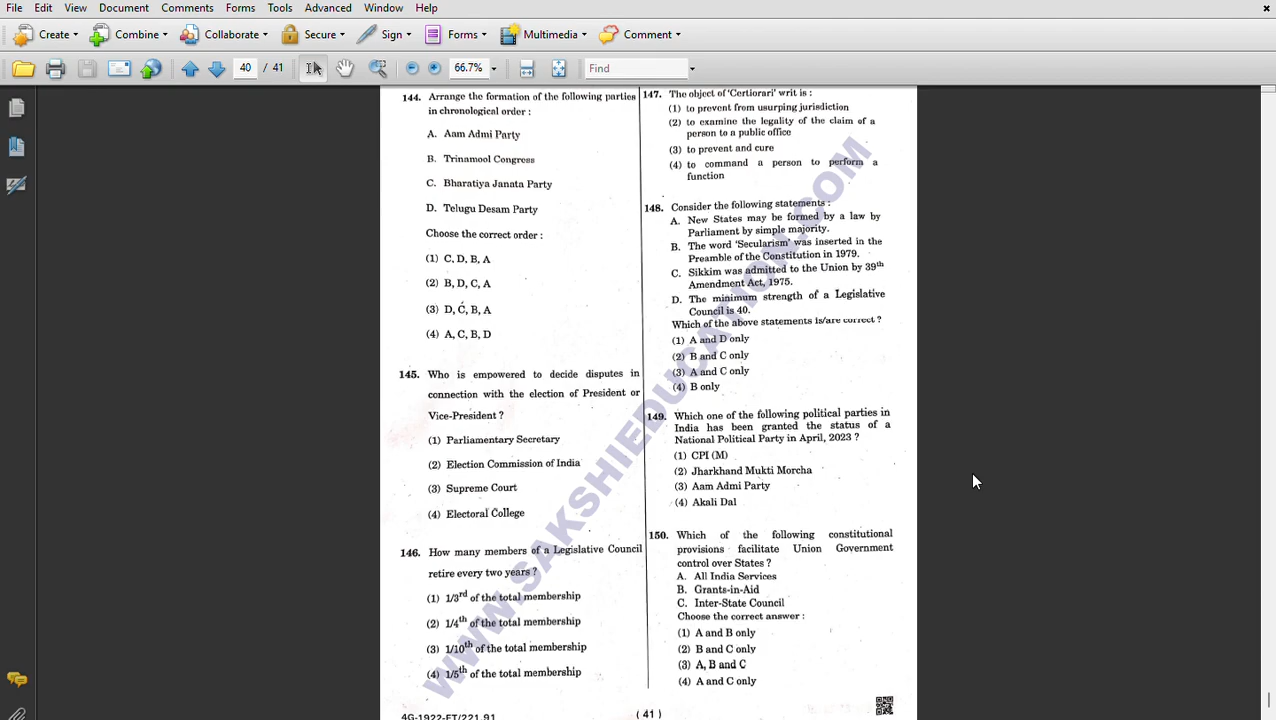 File Edit View Document Comments Forms Tools Advanced Window Help
Create Combine Collaborate Secure Sign Forms Multimedia Comment
40 / 41 66.7% Find
144. Arrange the formation of the following parties
in chronological order :
A. Aam Admi Party
B. Trinamool Congress
C. Bharatiya Janata Party
D. Telugu Desam Party
Choose the correct order :
(1) C, D, B, A
(2) B, D, C, A
(3) D, C, B, A
(4) A, C, B, D
145. Who is empowered to decide disputes in
connection with the election of President or
Vice-President ?
(1) Parliamentary Secretary
(2) Election Commission of India
(3) Supreme Court
(4) Electoral College
146. How many members of a Legislative Council
retire every two years ?
(1) 1/3rd of the total membership
(2) 1/4th of the total membership
(3) 1/10th of the total membership
(4) 1/5th of the total membership
147. The object of 'Certiorari' writ is :
(1) to prevent from usurping jurisdiction
(2) to examine the legality of the claim of a
person to a public office
(3) to prevent and cure
(4) to command a person to perform a
function
148. Consider the following statements :
A. New States may be formed by a law by
Parliament by simple majority.
B. The word 'Secularism' was inserted in the
Preamble of the Constitution in 1979.
C. Sikkim was admitted to the Union by 39th
Amendment Act, 1975.
D. The minimum strength of a Legislative
Council is 40.
Which of the above statements is/are correct ?
(1) A and D only
(2) B and C only
(3) A and C only
(4) B only
149. Which one of the following political parties in
India has been granted the status of a
National Political Party in April, 2023 ?
(1) CPI (M)
(2) Jharkhand Mukti Morcha
(3) Aam Admi Party
(4) Akali Dal
150. Which of the following constitutional
provisions facilitate Union Government
control over States ?
A. All India Services
B. Grants-in-Aid
C. Inter-State Council
Choose the correct answer :
(1) A and B only
(2) B and C only
(3) A, B and C
(4) A and C only
WWW.SAKSHIEDUCATION.COM
4G-1922-FT/221.91
( 41 )